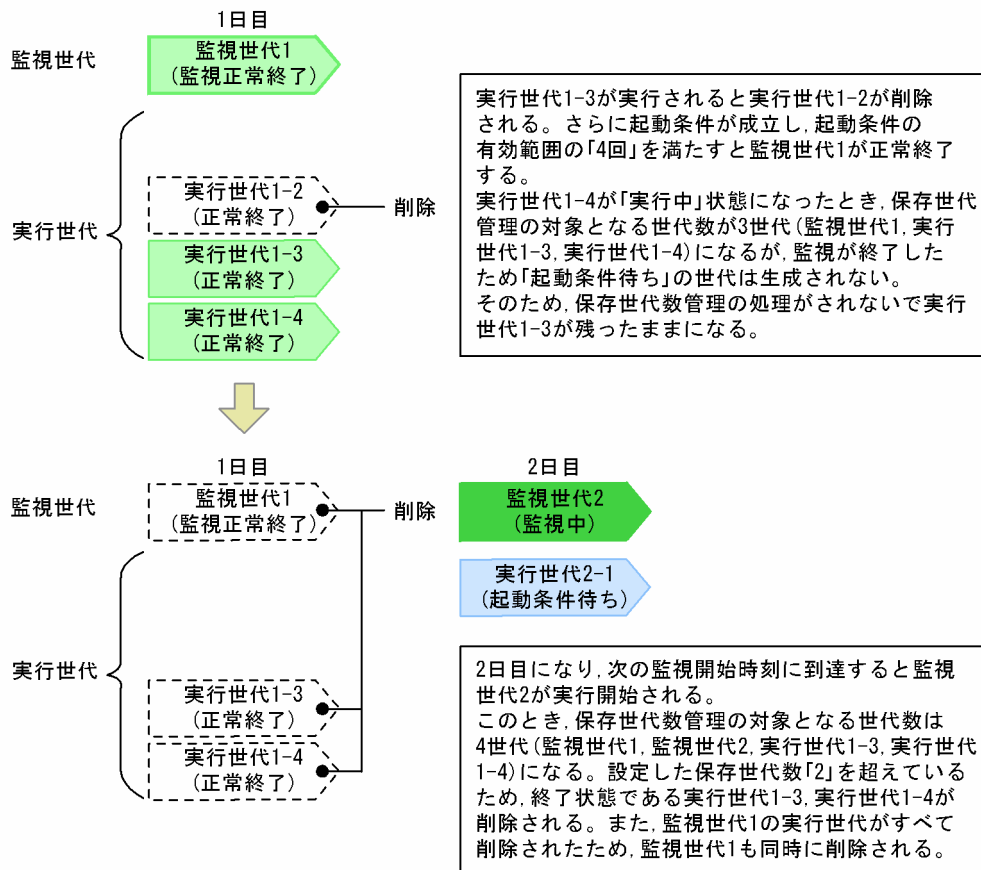 1日目
監視世代
監視世代1
(監視正常終了)
実行世代1-3が実行されると実行世代1-2が削除
される。さらに起動条件が成立し,起動条件の
有効範囲の「4回」を満たすと監視世代1が正常終了
する。
実行世代1-4が「実行中」状態になったとき,保存世代
管理の対象となる世代数が3世代(監視世代1,実行
世代1-3,実行世代1-4)になるが,監視が終了した
ため「起動条件待ち」の世代は生成されない。
そのため,保存世代数管理の処理がされないで実行
世代1-3が残ったままになる。
実行世代
実行世代1-2
(正常終了)
削除
実行世代1-3
(正常終了)
実行世代1-4
(正常終了)
1日目
2日目
監視世代
監視世代1
(監視正常終了)
削除
監視世代2
(監視中)
実行世代2-1
(起動条件待ち)
実行世代
実行世代1-3
(正常終了)
実行世代1-4
(正常終了)
2日目になり,次の監視開始時刻に到達すると監視
世代2が実行開始される。
このとき,保存世代数管理の対象となる世代数は
4世代(監視世代1,監視世代2,実行世代1-3,実行世代
1-4)になる。設定した保存世代数「2」を超えている
ため,終了状態である実行世代1-3,実行世代1-4が
削除される。また,監視世代1の実行世代がすべて
削除されたため,監視世代1も同時に削除される。